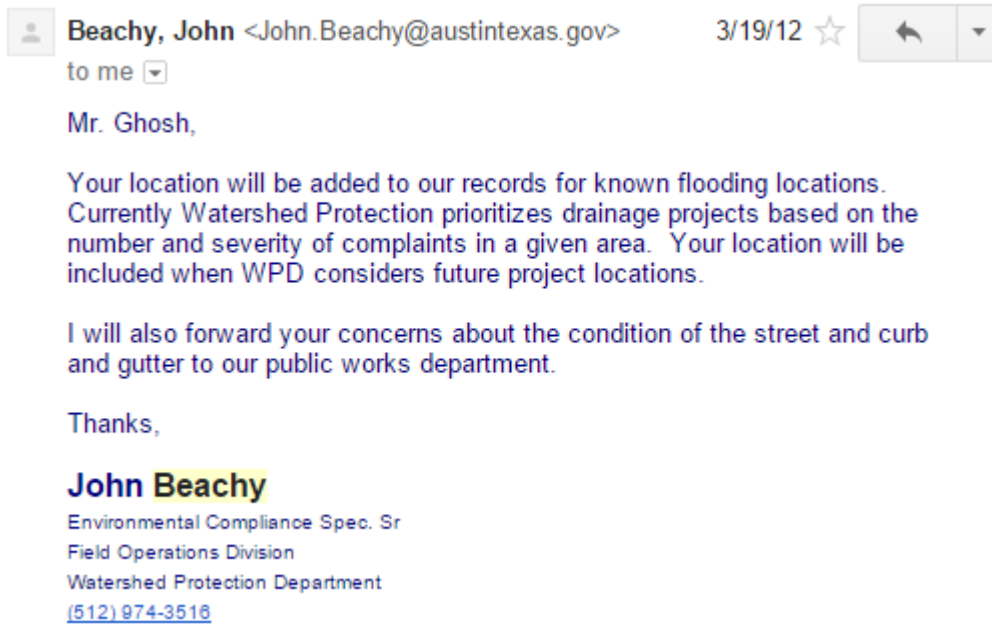 Beachy, John <John.Beachy@austintexas.gov> 3/19/12
to me
Mr. Ghosh,
Your location will be added to our records for known flooding locations.
Currently Watershed Protection prioritizes drainage projects based on the
number and severity of complaints in a given area.  Your location will be
included when WPD considers future project locations.
I will also forward your concerns about the condition of the street and curb
and gutter to our public works department.
Thanks,
John Beachy
Environmental Compliance Spec. Sr
Field Operations Division
Watershed Protection Department
(512) 974-3516